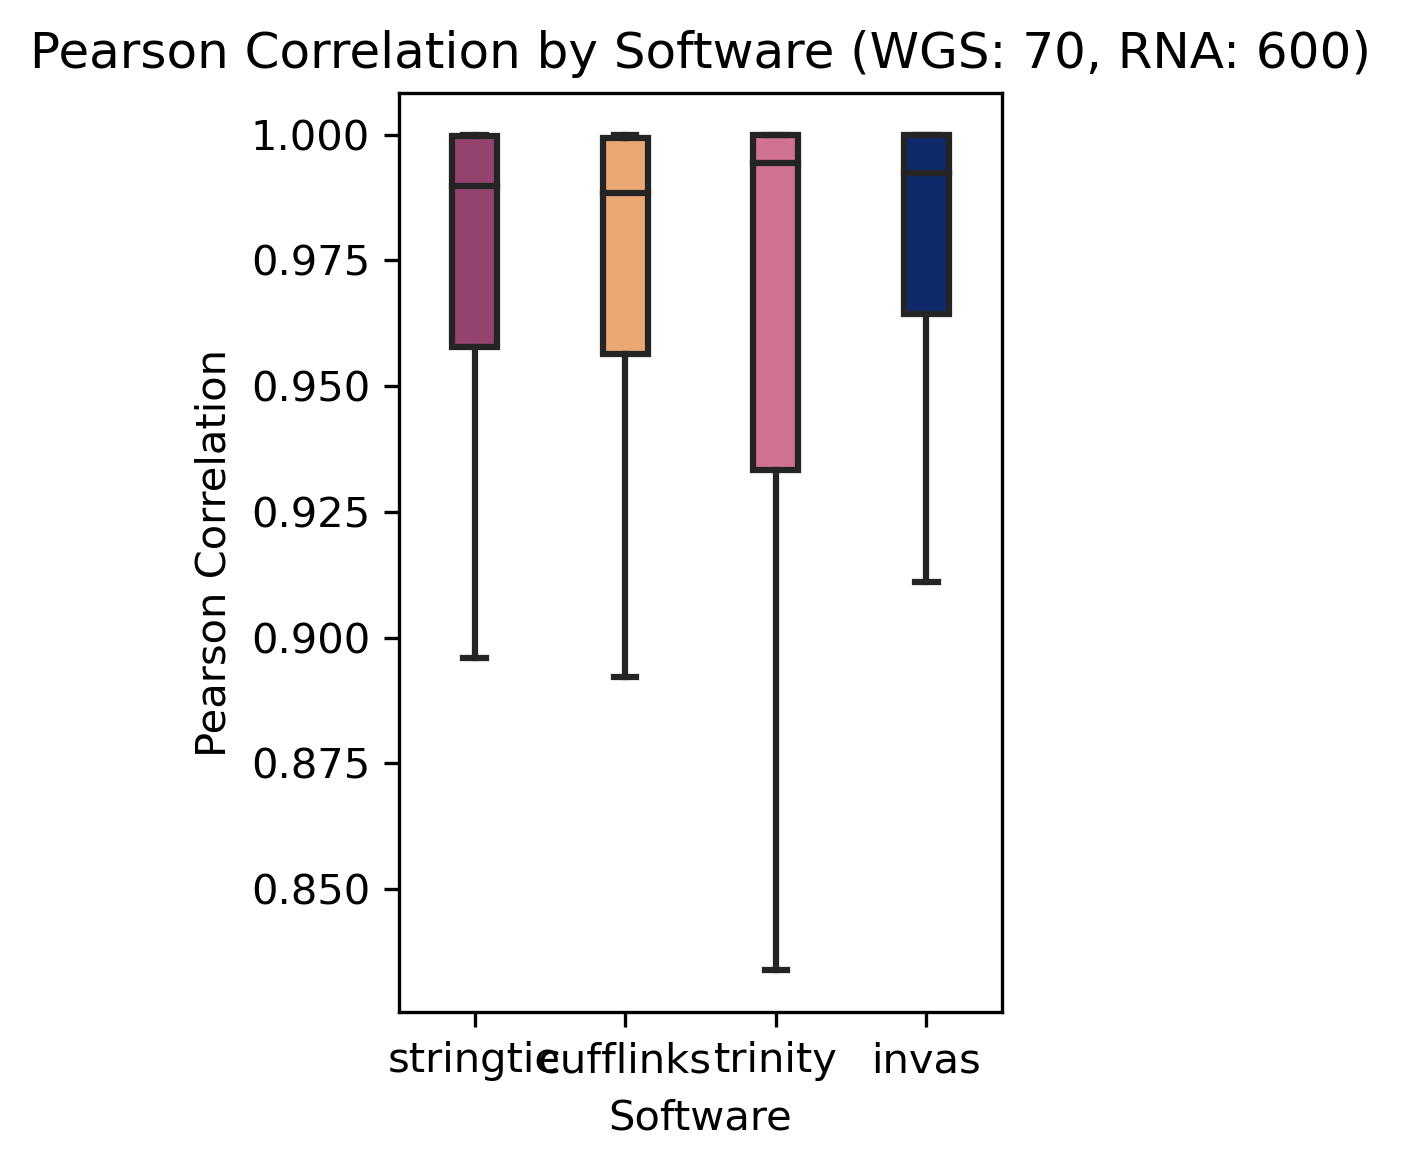 Pearson Correlation by Software (WGS: 70, RNA: 600)
1.000
0.975
0.950
0.925
0.900
0.875
0.850
Pearson Correlation
stringtie cufflinks trinity invas
Software